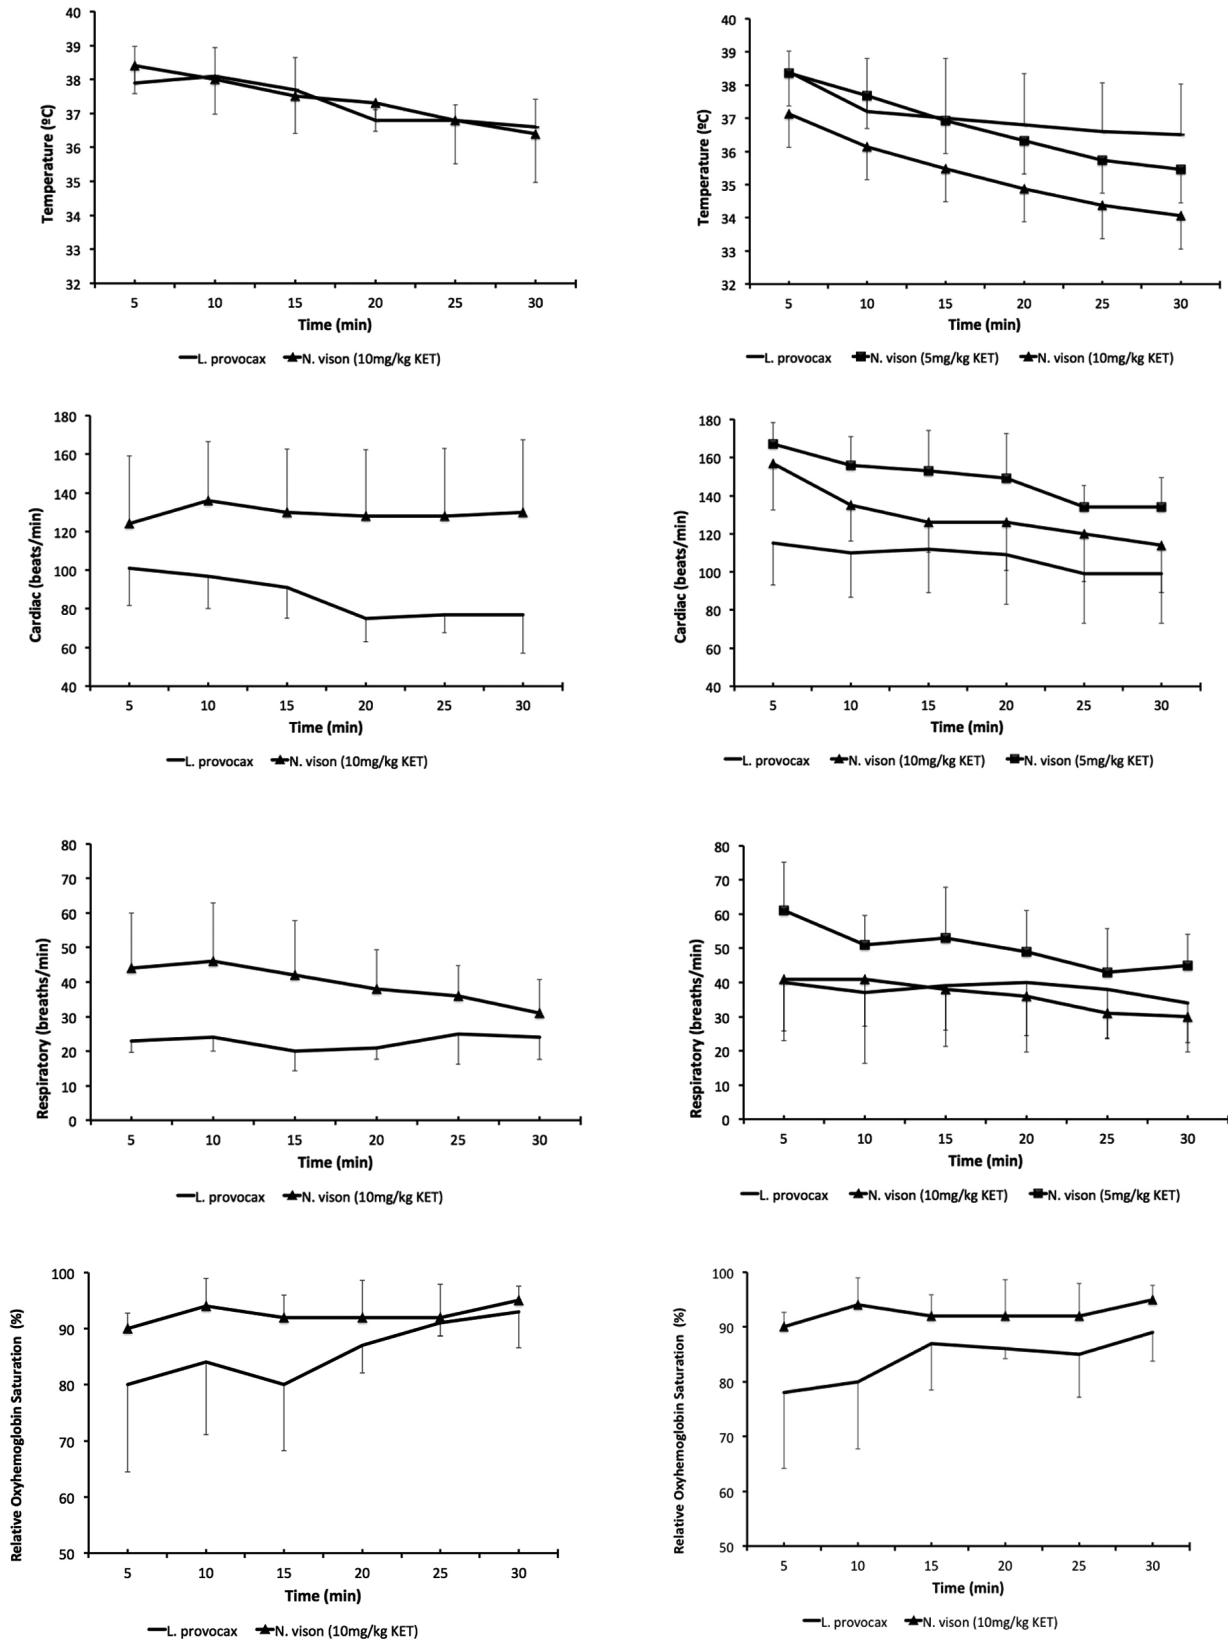 40
39
38
37
36
35
34
33
32
Temperature (ºC)
5 10 15 20 25 30
Time (min)
L. provocax N. vison (10mg/kg KET)
40
39
38
37
36
35
34
33
32
Temperature (ºC)
5 10 15 20 25 30
Time (min)
L. provocax N. vison (5mg/kg KET) N. vison (10mg/kg KET)
180
160
140
120
100
80
60
40
Cardiac (beats/min)
5 10 15 20 25 30
Time (min)
L. provocax N. vison (10mg/kg KET)
180
160
140
120
100
80
60
40
Cardiac (beats/min)
5 10 15 20 25 30
Time (min)
L. provocax N. vison (10mg/kg KET) N. vison (5mg/kg KET)
80
70
60
50
40
30
20
10
0
Respiratory (breaths/min)
5 10 15 20 25 30
Time (min)
L. provocax N. vison (10mg/kg KET)
80
70
60
50
40
30
20
10
0
Respiratory (breaths/min)
5 10 15 20 25 30
Time (min)
L. provocax N. vison (10mg/kg KET) N. vison (5mg/kg KET)
100
90
80
70
60
50
Relative Oxyhemoglobin Saturation (%)
5 10 15 20 25 30
Time (min)
L. provocax N. vison (10mg/kg KET)
100
90
80
70
60
50
Relative Oxyhemoglobin Saturation (%)
5 10 15 20 25 30
Time (min)
L. provocax N. vison (10mg/kg KET)